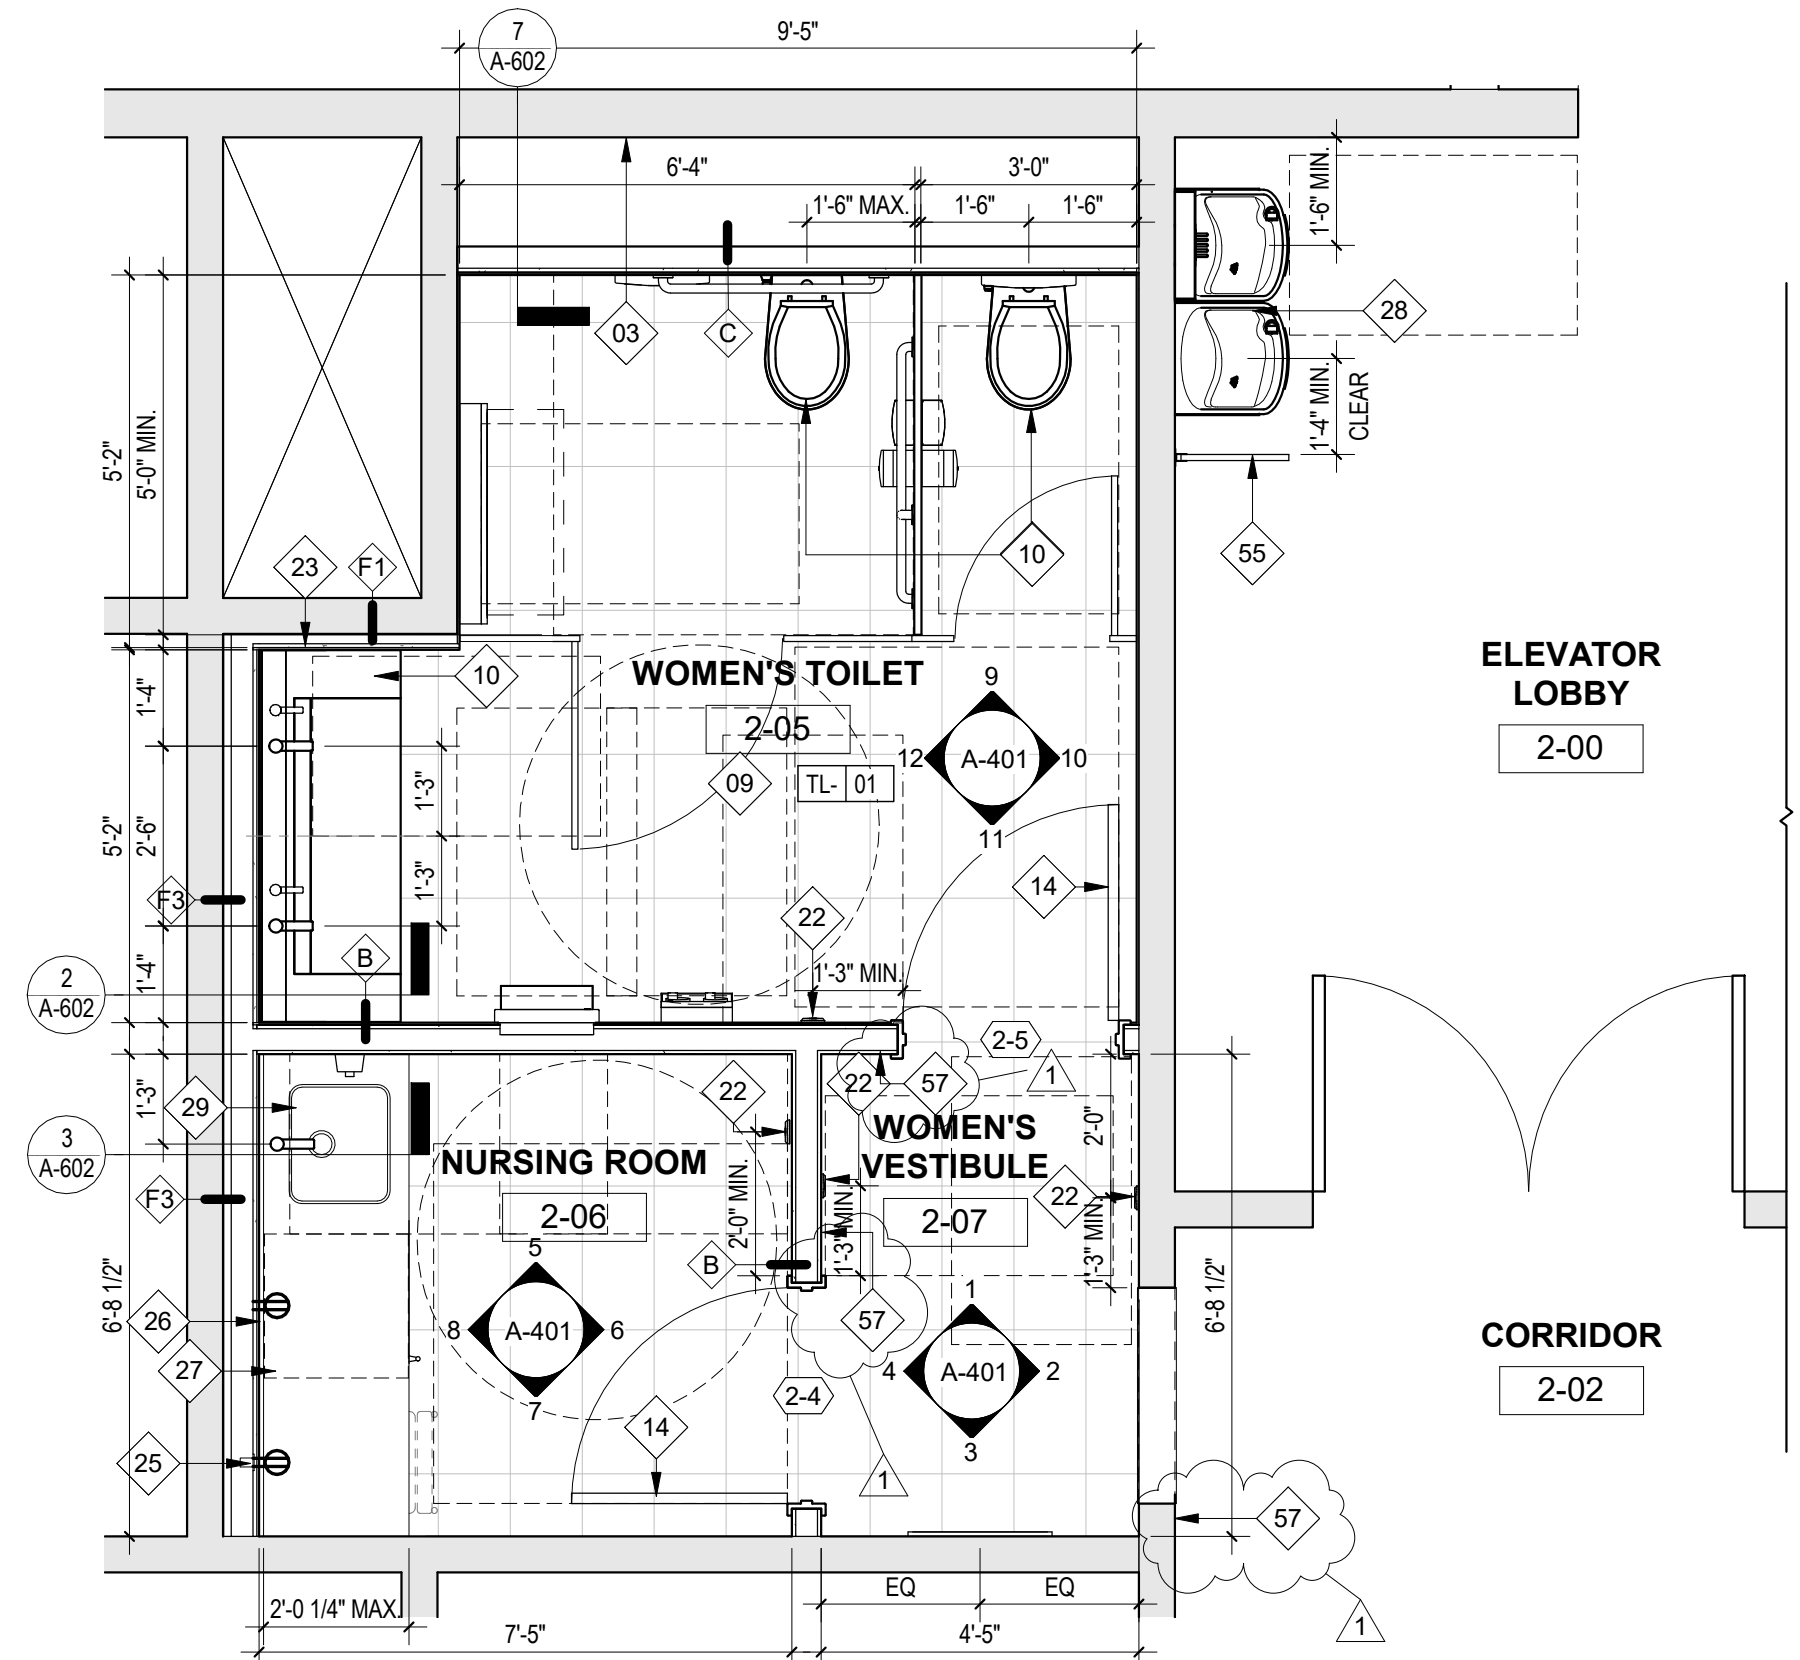 7
A-602
9'-5"
6'-4"
3'-0"
1'-6" MAX.
1'-6"
1'-6"
1'-6" MIN.
03
C
28
5'-2"
5'-0" MIN.
1'-4" MIN.
CLEAR
23
F1
10
55
10
WOMEN'S TOILET
2-05
TL- 01
09
9
12
A-401
10
11
ELEVATOR
LOBBY
2-00
1'-4"
1'-3"
5'-2"
2'-6"
1'-3"
F3
14
22
1'-3" MIN.
B
1'-4"
2
A-602
2-5
1
22
22
57
29
1'-3"
3
A-602
NURSING ROOM
2-06
WOMEN'S
VESTIBULE
2-07
2'-0"
22
F3
2'-0" MIN.
1'-3" MIN.
1'-3" MIN.
B
5
8
A-401
6
7
57
1
4
A-401
2
3
26
27
6'-8 1/2"
6'-8 1/2"
CORRIDOR
2-02
2-4
14
25
1
57
1
EQ
EQ
2'-0 1/4" MAX.
7'-5"
4'-5"